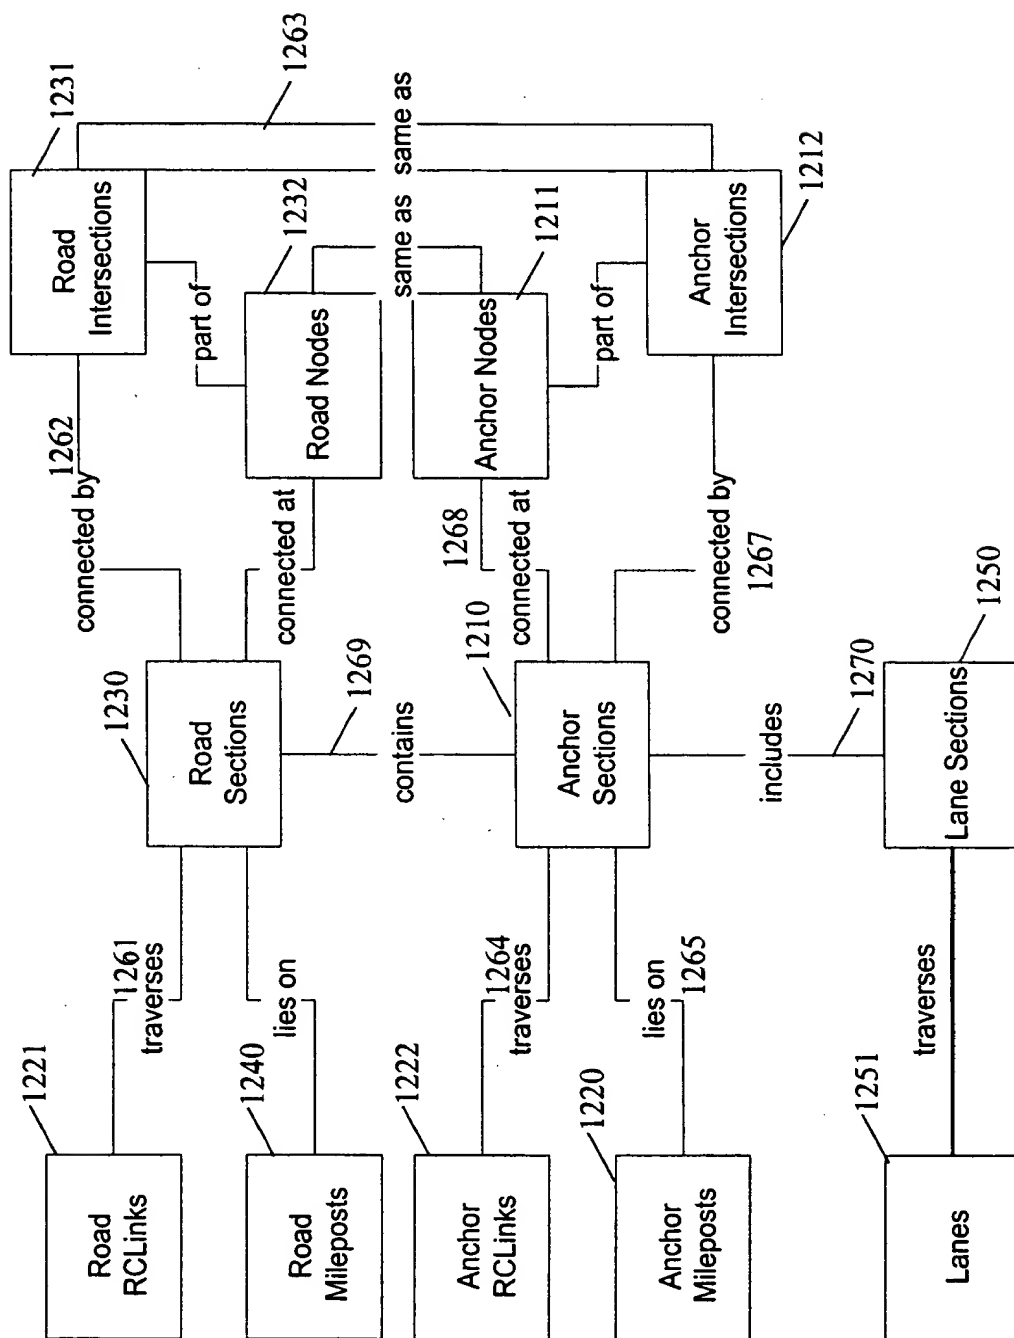 Lanes
Anchor
Mileposts
Anchor
RCLinks
Road
Mileposts
Road
RCLinks
1251
1220
1222
1240
1221
traverses
lies on
1265
1264
traverses
lies on
1261
traverses
Lane Sections
Anchor
Sections
Road
Sections
1250
1270
includes
1210
contains
1269
1230
connected by
1267
connected at
1268
connected at
connected by
1262
Anchor
Intersections
Anchor Nodes
Road Nodes
Road
Intersections
part of
part of
1212
1211
same as
1232
1231
same as
1263